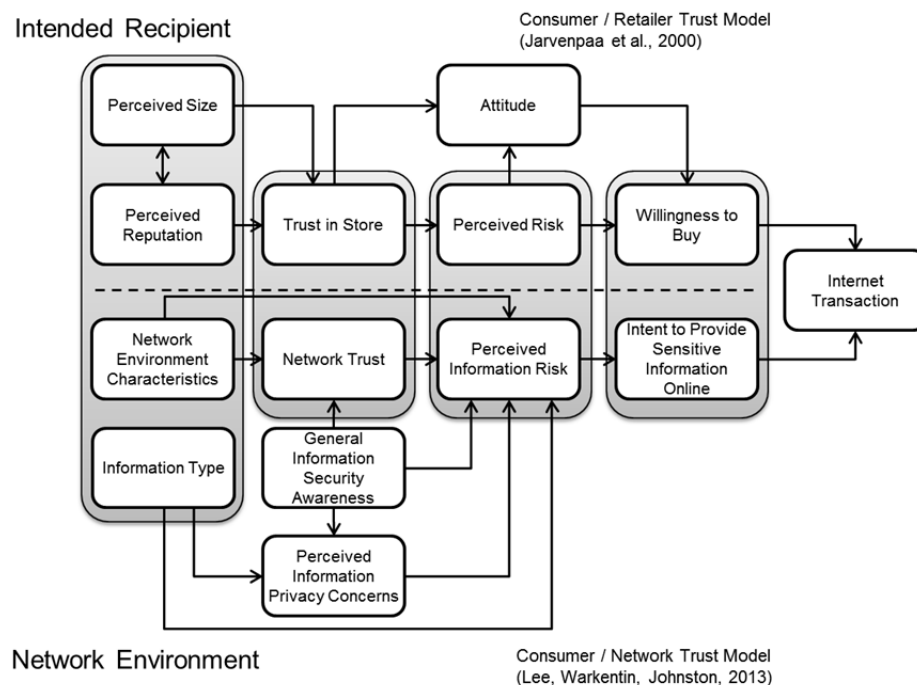 Intended Recipient
Consumer / Retailer Trust Model
(Jarvenpaa et al., 2000)
Perceived Size
Attitude
Perceived
Reputation
Trust in Store
Perceived Risk
Willingness to
Buy
Internet
Transaction
Network
Environment
Characteristics
Network Trust
Perceived
Information Risk
Intent to Provide
Sensitive
Information
Online
Information Type
General
Information
Security
Awareness
Perceived
Information
Privacy Concerns
Network Environment
Consumer / Network Trust Model
(Lee, Warkentin, Johnston, 2013)